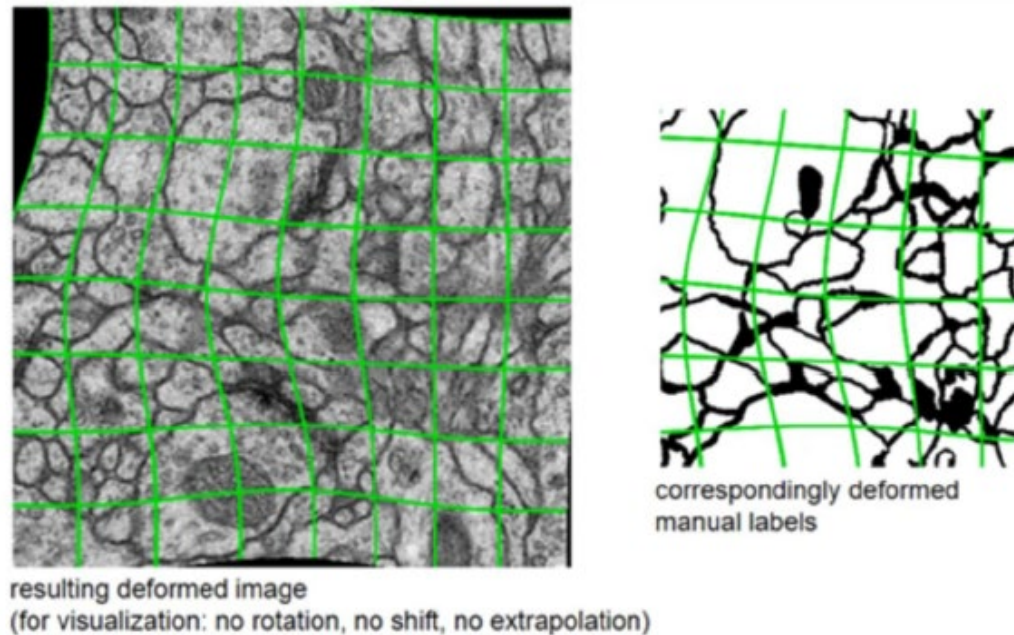 correspondingly deformed
manual labels
resulting deformed image
(for visualization: no rotation, no shift, no extrapolation)